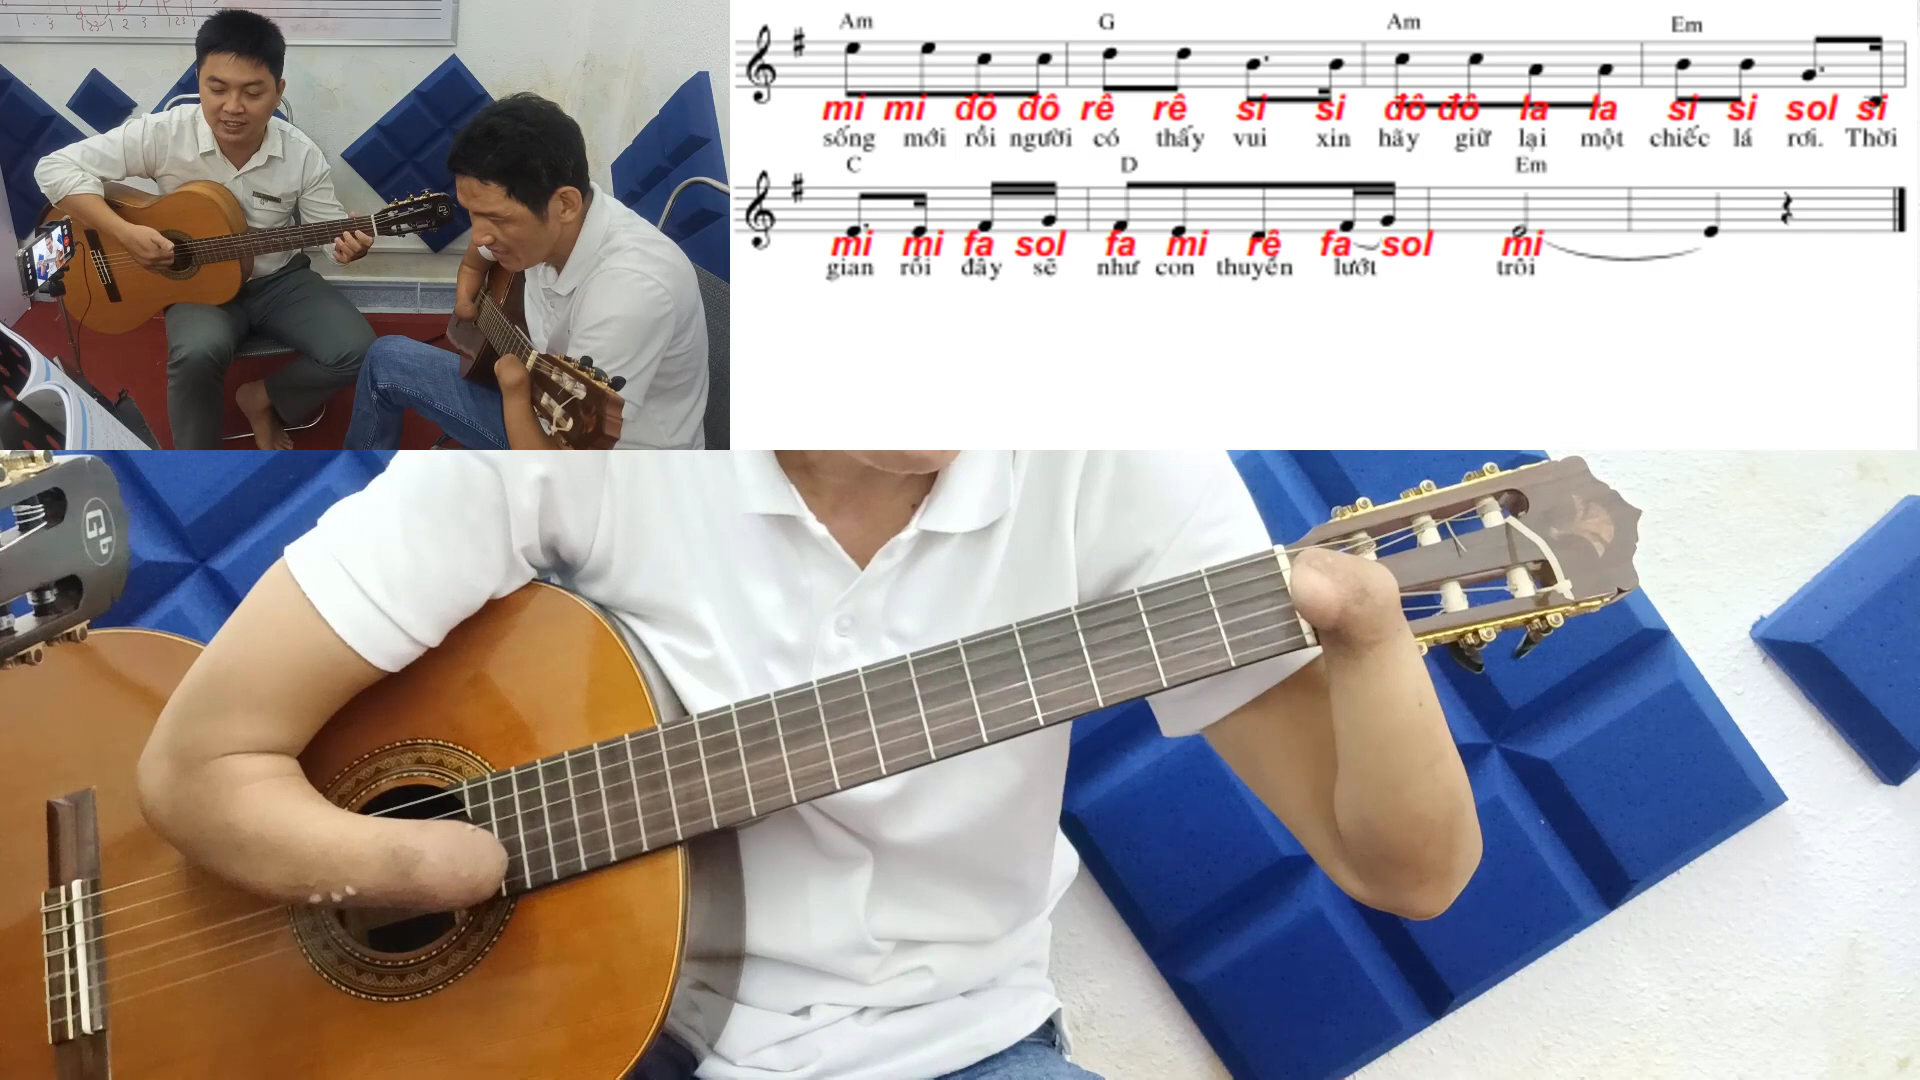 Am G Am Em
mi mi đô đô rê rê si si đô đô la la si si sol si
sống mới rồi người có thấy vui xin hãy giữ lại một chiếc lá rơi. Thời
C D Em
mi mi fa sol fa mi rê fa sol mi
gian rồi đây sẽ như con thuyền lướt trôi
Gb